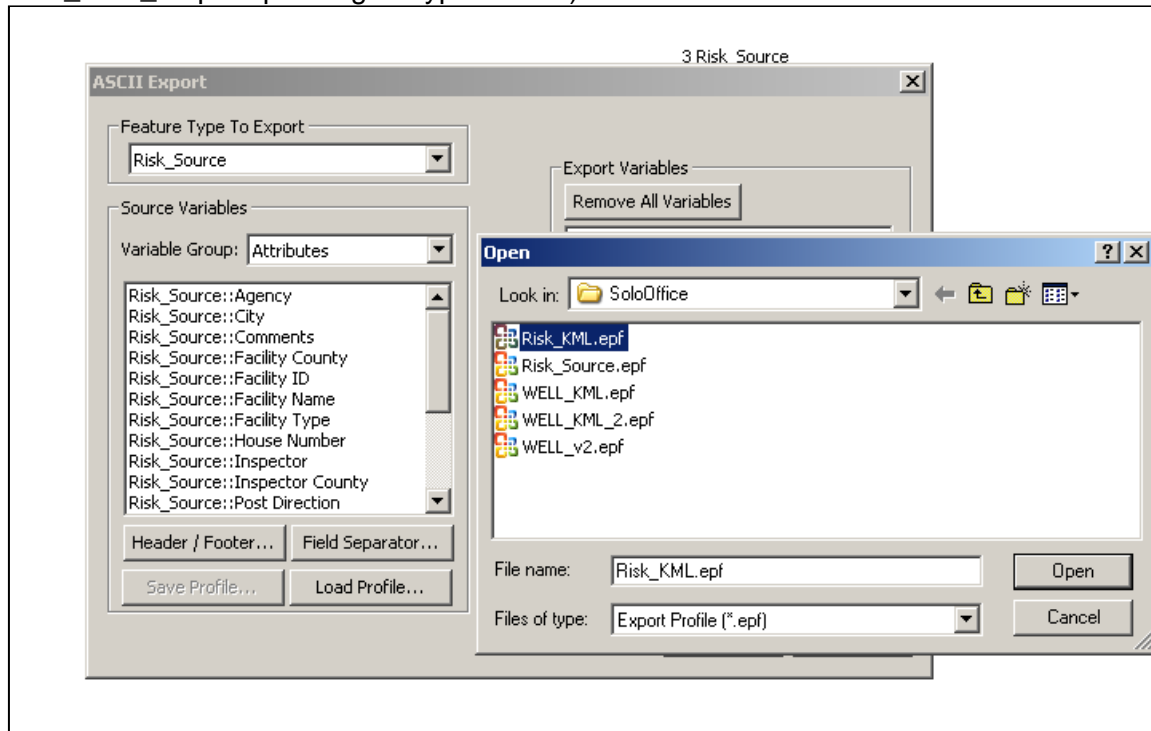 3 Risk_Source
ASCII Export
Feature Type To Export
Risk_Source
Export Variables
Remove All Variables
Source Variables
Variable Group: Attributes
Risk_Source::Agency
Risk_Source::City
Risk_Source::Comments
Risk_Source::Facility County
Risk_Source::Facility ID
Risk_Source::Facility Name
Risk_Source::Facility Type
Risk_Source::House Number
Risk_Source::Inspector
Risk_Source::Inspector County
Risk_Source::Post Direction
Header / Footer... Field Separator...
Save Profile... Load Profile...
Open
Look in: SoloOffice
Risk_KML.epf
Risk_Source.epf
WELL_KML.epf
WELL_KML_2.epf
WELL_v2.epf
File name: Risk_KML.epf Open
Files of type: Export Profile (*.epf) Cancel